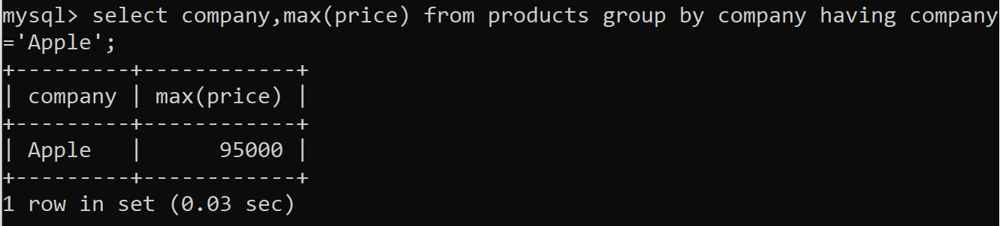 mysql> select company,max(price) from products group by company having company
='Apple';
+---------+------------+
| company | max(price) |
+---------+------------+
| Apple   |      95000 |
+---------+------------+
1 row in set (0.03 sec)